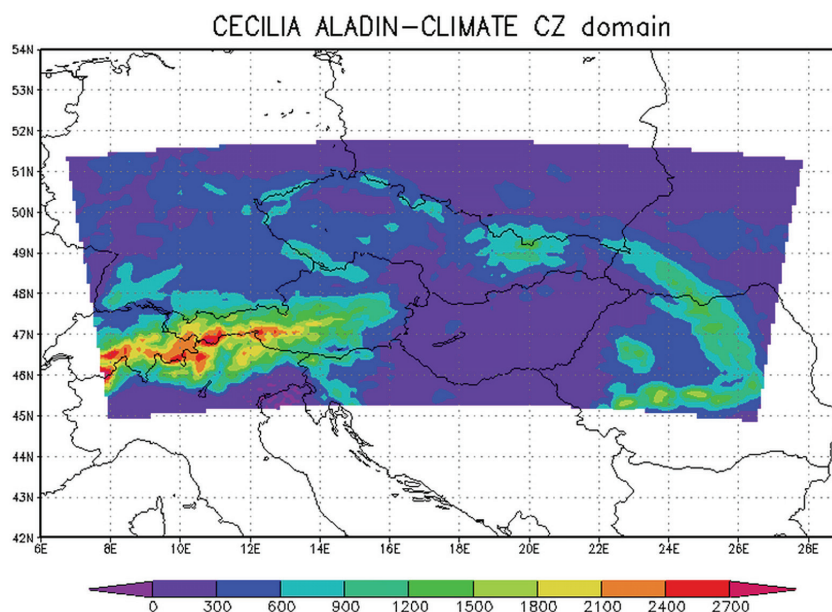 CECILIA ALADIN-CLIMATE CZ domain
54N
53N
52N
51N
50N
49N
48N
47N
46N
45N
44N
43N
42N
6E 8E 10E 12E 14E 16E 18E 20E 22E 24E 26E 28E
0 300 600 900 1200 1500 1800 2100 2400 270